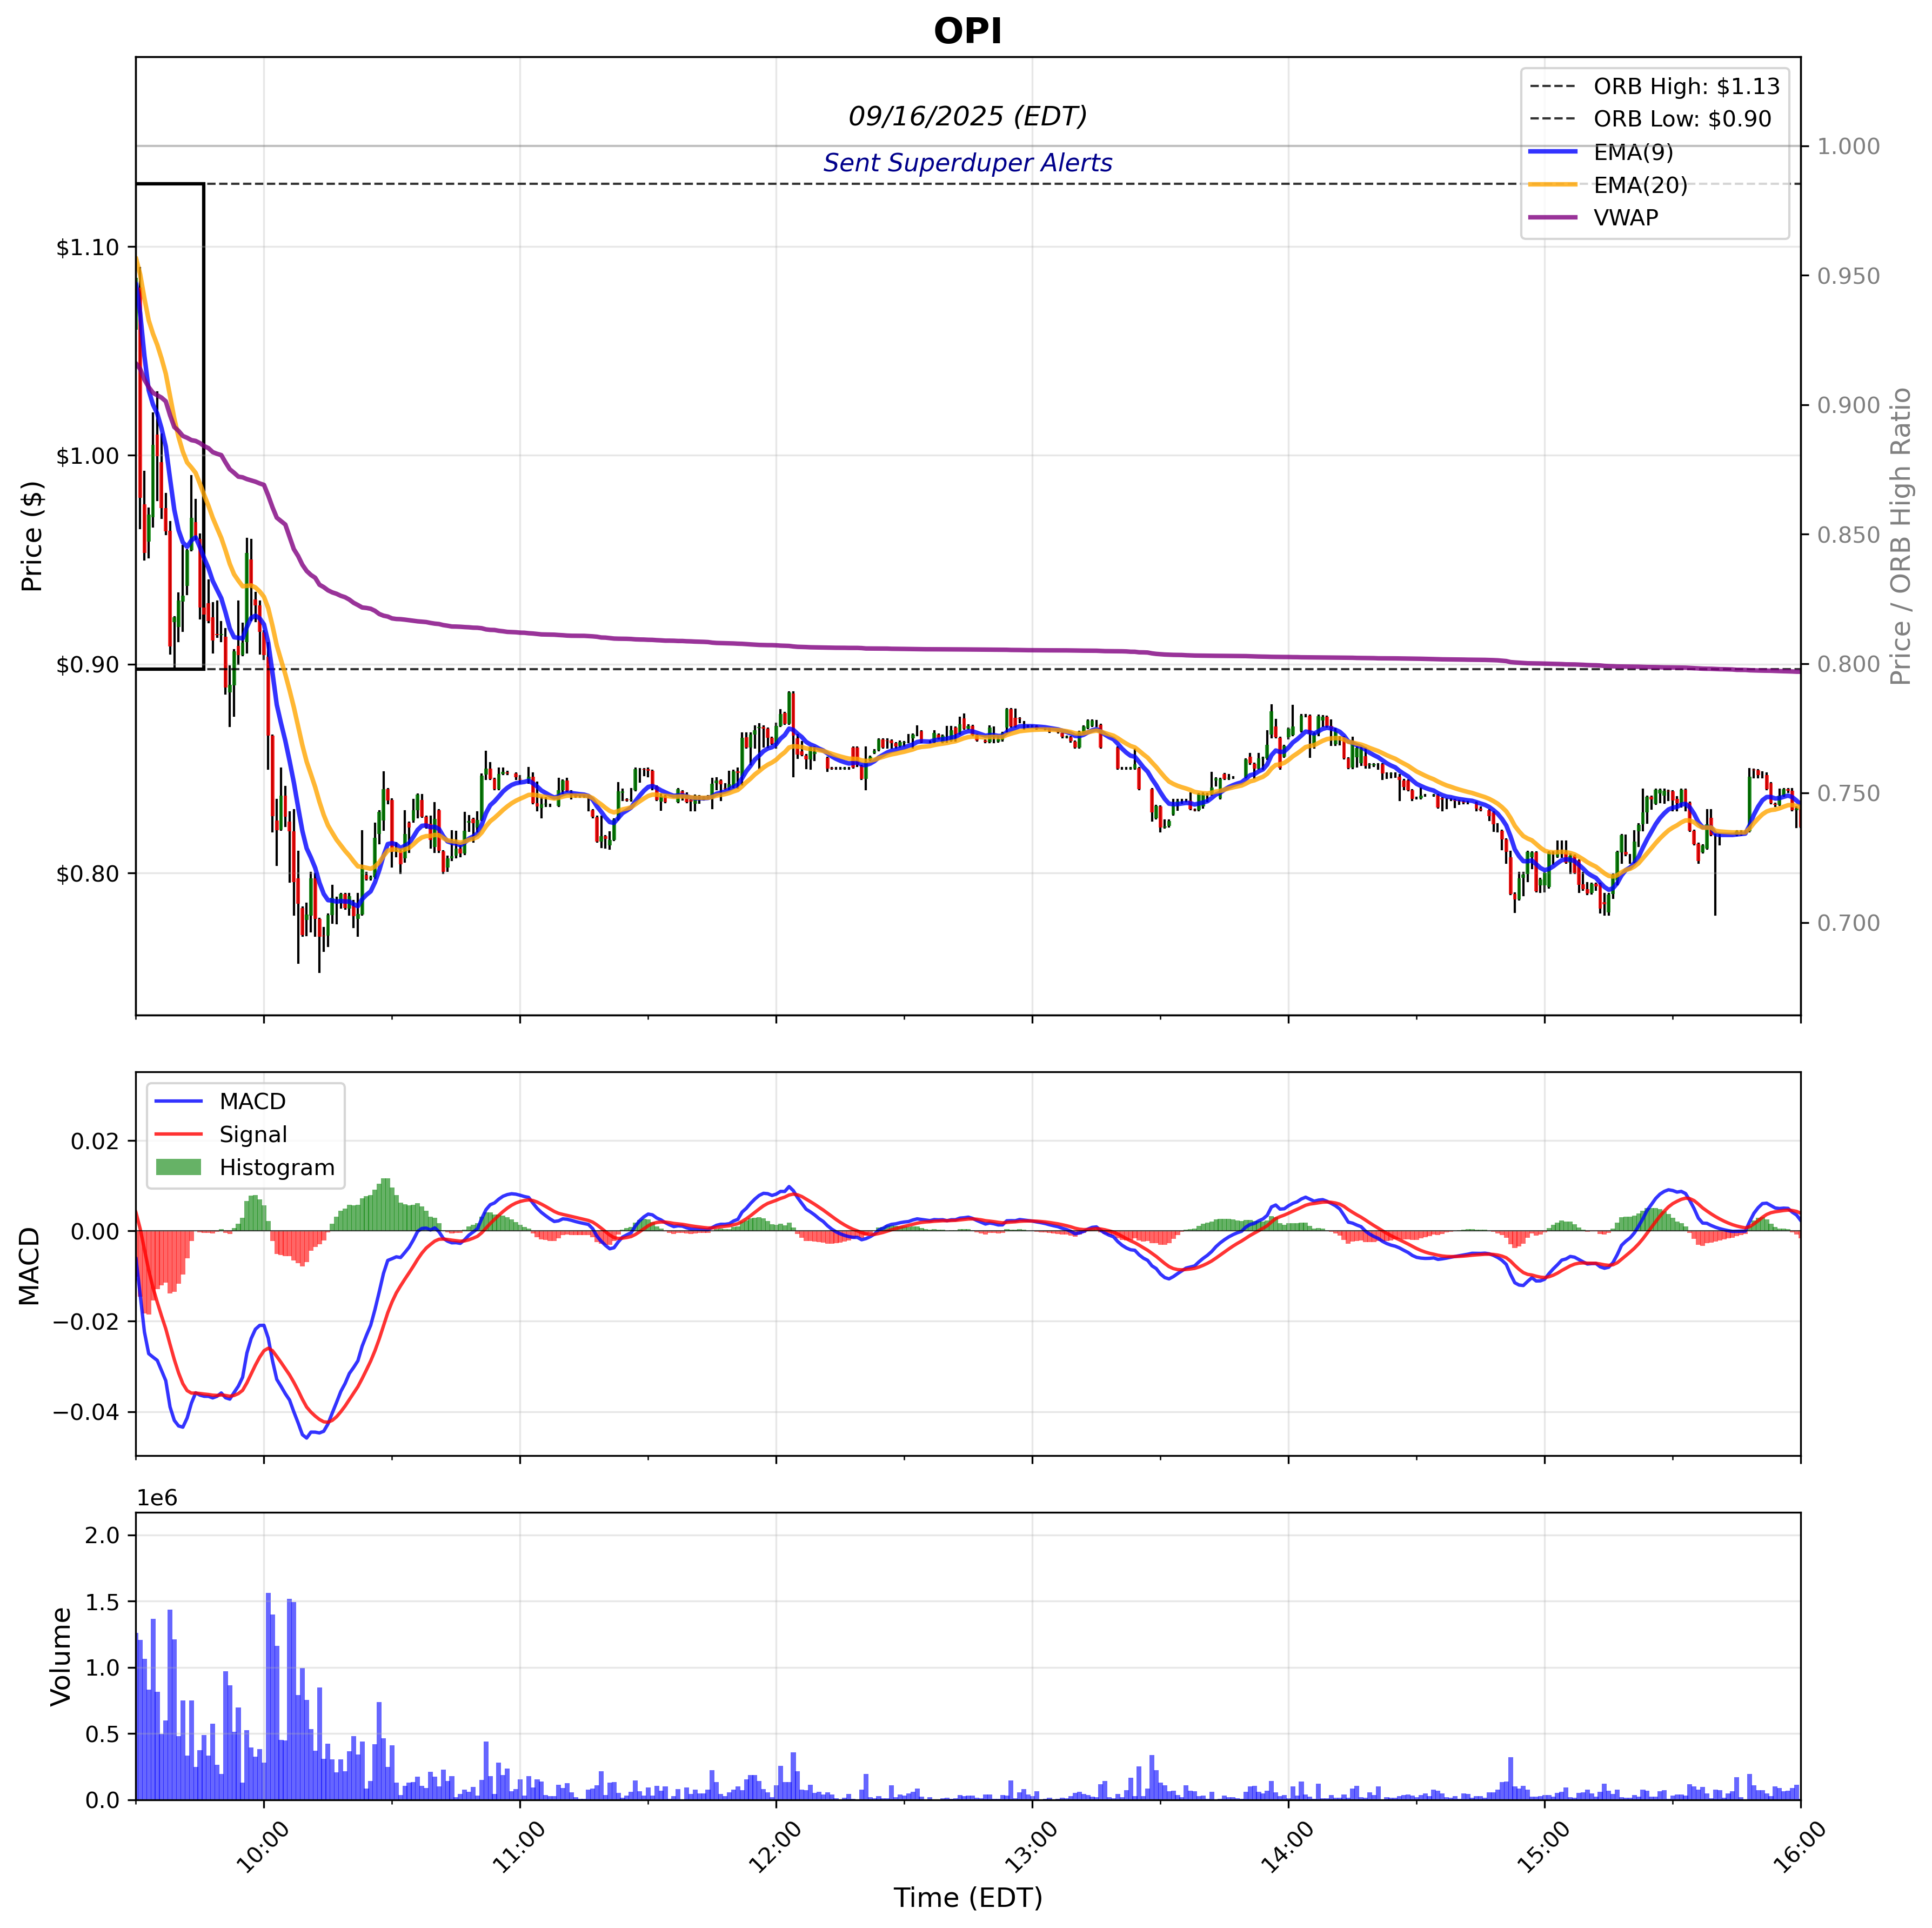 OPI
09/16/2025 (EDT)
Sent Superduper Alerts
ORB High: $1.13
ORB Low: $0.90
EMA(9)
EMA(20)
VWAP
$1.10
$1.00
$0.90
$0.80
Price ($)
1.000
0.950
0.900
0.850
0.800
0.750
0.700
Price / ORB High Ratio
MACD
Signal
Histogram
0.02
0.00
−0.02
−0.04
MACD
1e6
2.0
1.5
1.0
0.5
0.0
Volume
10:00
11:00
12:00
13:00
14:00
15:00
16:00
Time (EDT)